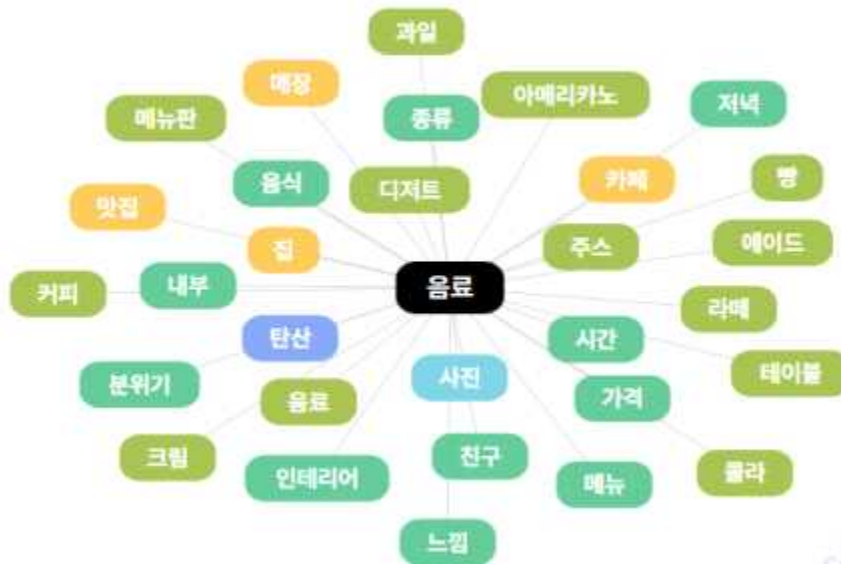 과일
매장
아메리카노
저녁
메뉴판
종류
음식
디저트
카페
빵
맛집
집
주스
에이드
커피
내부
음료
라떼
탄산
시간
분위기
음료
사진
가격
테이블
크림
인테리어
친구
메뉴
콜라
느낌